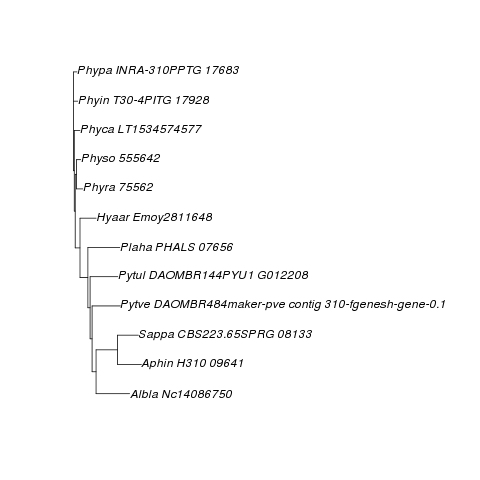 Phypa INRA-310PPTG 17683
Phyin T30-4PITG 17928
Phyca LT1534574577
Physo 555642
Phyra 75562
Hyaar Emoy2811648
Plaha PHALS 07656
Pytul DAOMBR144PYU1 G012208
Pytve DAOMBR484maker-pve contig 310-fgenesh-gene-0.1
Sappa CBS223.65SPRG 08133
Aphin H310 09641
Albla Nc14086750